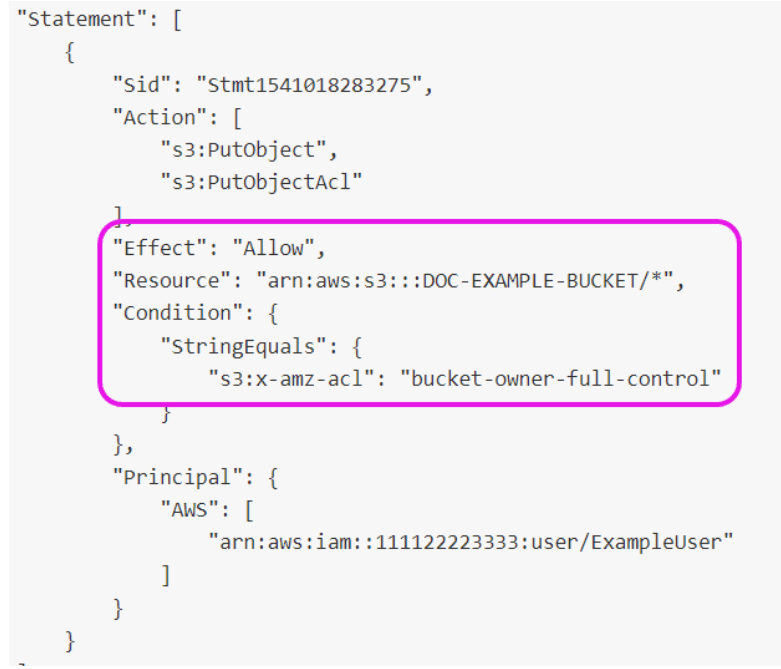 "Statement": [
{
"Sid": "Stmt1541018283275",
"Action": [
"s3:PutObject",
"s3:PutObjectAcl"
],
"Effect": "Allow",
"Resource": "arn:aws:s3:::DOC-EXAMPLE-BUCKET/*",
"Condition": {
"StringEquals": {
"s3:x-amz-acl": "bucket-owner-full-control"
}
},
"Principal": {
"AWS": [
"arn:aws:iam::111122223333:user/ExampleUser"
]
}
}